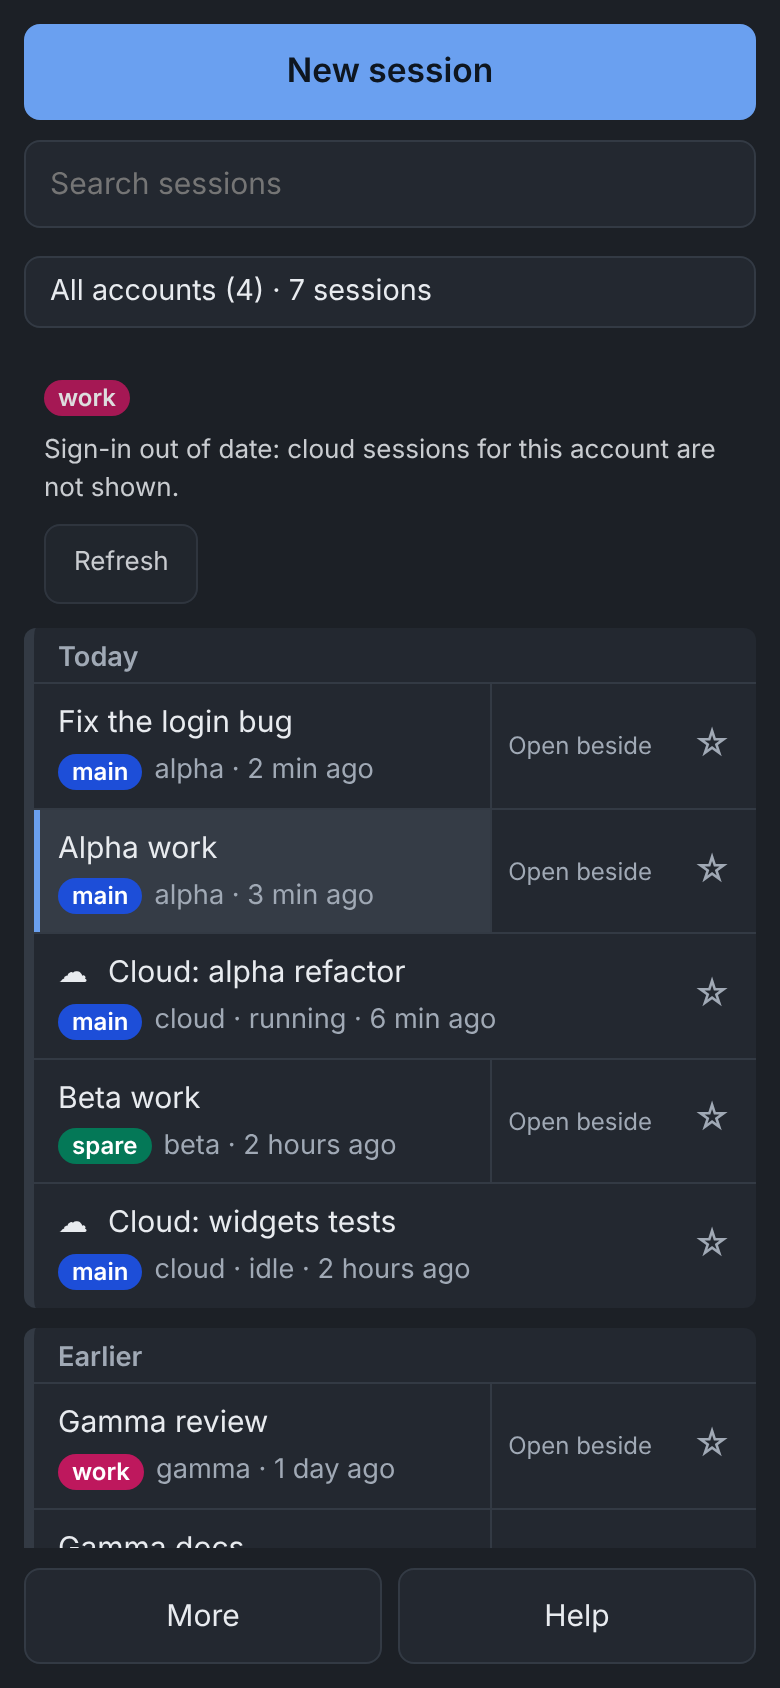 New session
Search sessions
All accounts (4) · 7 sessions
work
Sign-in out of date: cloud sessions for this account are
not shown.
Refresh
Today
Fix the login bug
main alpha · 2 min ago
Open beside ☆
Alpha work
main alpha · 3 min ago
Open beside ☆
☁ Cloud: alpha refactor
main cloud · running · 6 min ago
☆
Beta work
spare beta · 2 hours ago
Open beside ☆
☁ Cloud: widgets tests
main cloud · idle · 2 hours ago
☆
Earlier
Gamma review
work gamma · 1 day ago
Open beside ☆
Gamma docs
More
Help